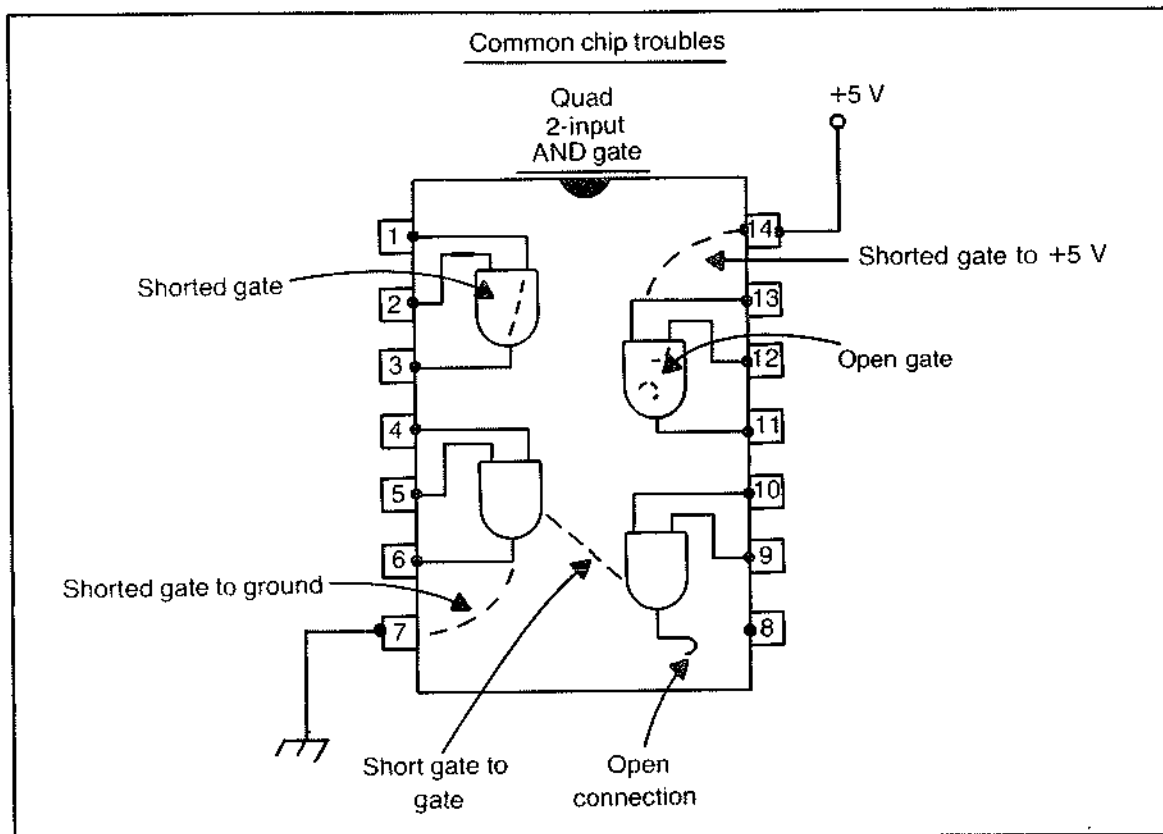 Common chip troubles
Quad
2-input
AND gate
+5 V
1
14
Shorted gate to +5 V
Shorted gate
2
13
3
12
Open gate
4
11
5
10
6
9
Shorted gate to ground
7
8
Short gate to
gate
Open
connection